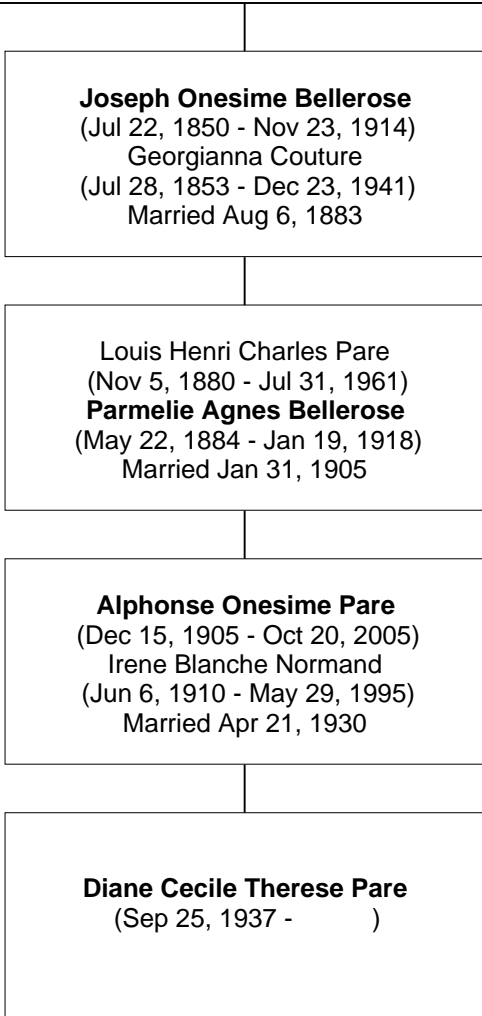 Joseph Onesime Bellerose
(Jul 22, 1850 - Nov 23, 1914)
Georgianna Couture
(Jul 28, 1853 - Dec 23, 1941)
Married Aug 6, 1883
Louis Henri Charles Pare
(Nov 5, 1880 - Jul 31, 1961)
Parmelie Agnes Bellerose
(May 22, 1884 - Jan 19, 1918)
Married Jan 31, 1905
Alphonse Onesime Pare
(Dec 15, 1905 - Oct 20, 2005)
Irene Blanche Normand
(Jun 6, 1910 - May 29, 1995)
Married Apr 21, 1930
Diane Cecile Therese Pare
(Sep 25, 1937 -          )